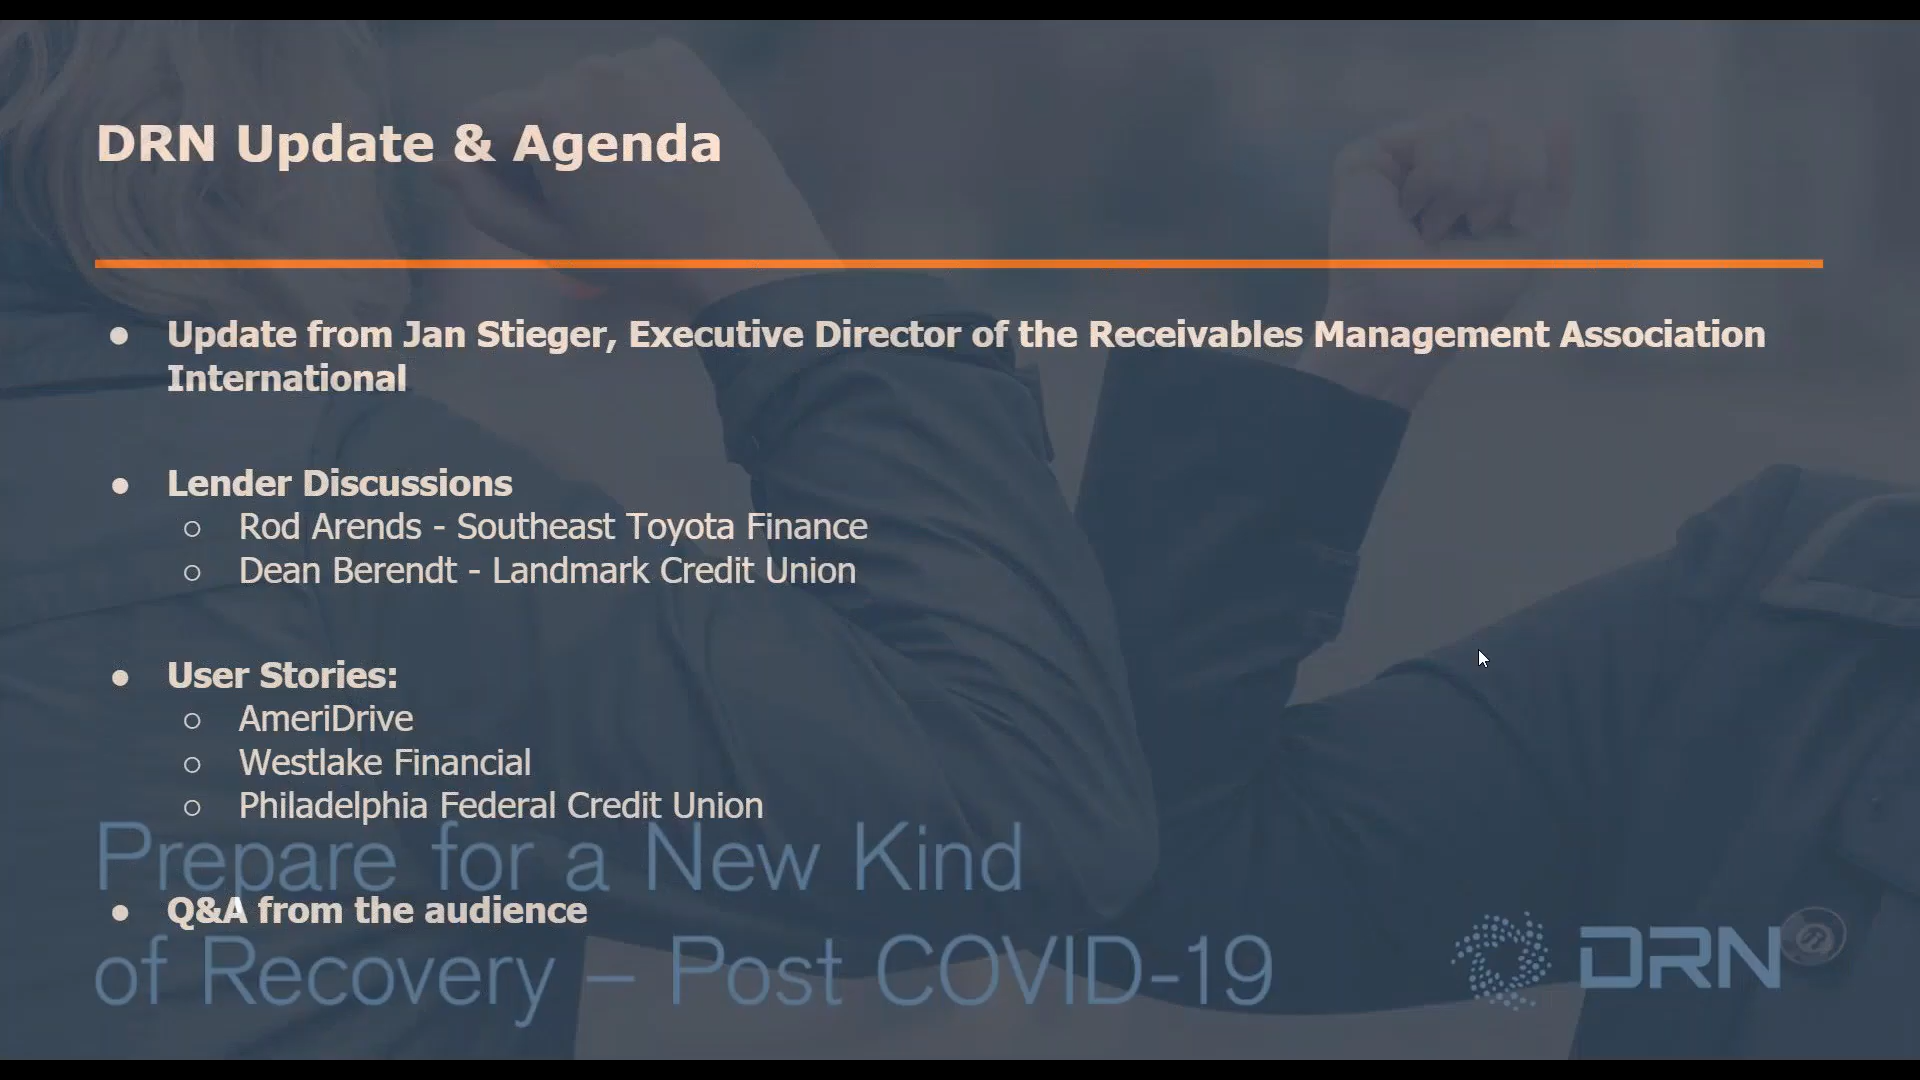 DRN Update & Agenda
● Update from Jan Stieger, Executive Director of the Receivables Management Association
International
● Lender Discussions
○ Rod Arends - Southeast Toyota Finance
○ Dean Berendt - Landmark Credit Union
● User Stories:
○ AmeriDrive
○ Westlake Financial
○ Philadelphia Federal Credit Union
Prepare for a New Kind
● Q&A from the audience
of Recovery – Post COVID-19
DRN